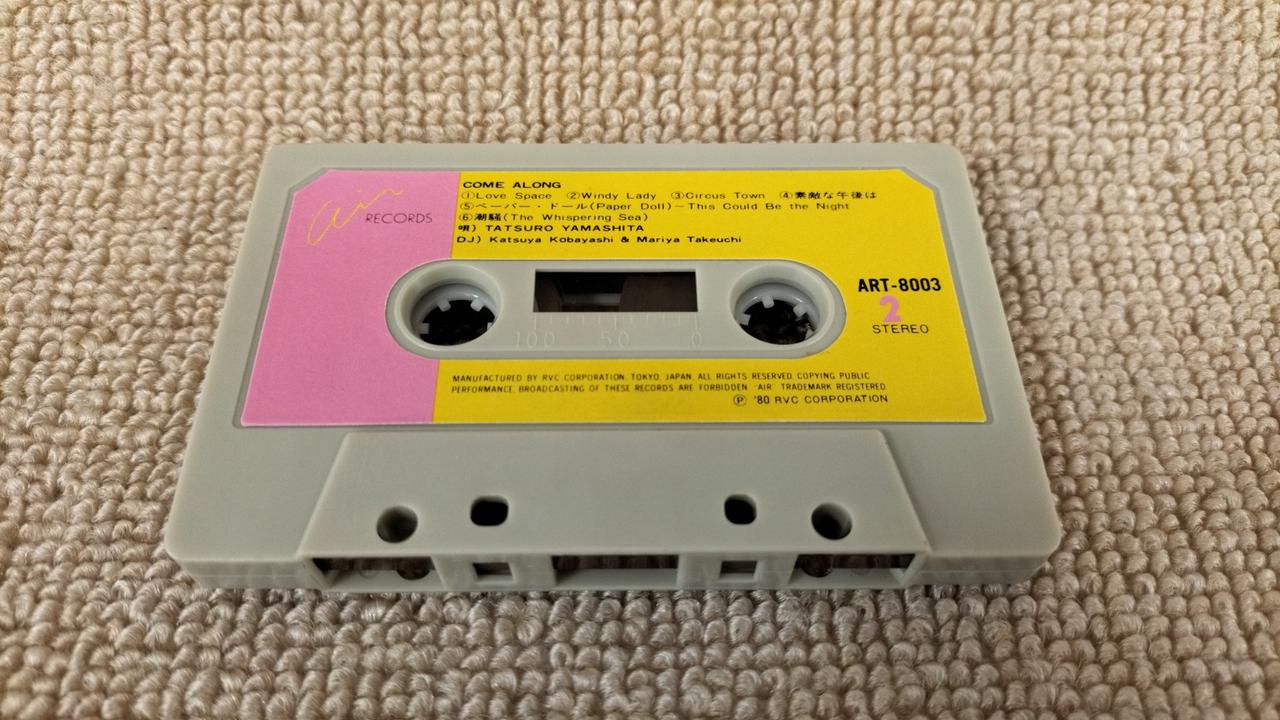 air RECORDS
COME ALONG
①Love Space ②Windy Lady ③Circus Town ④素敵な午後は
⑤ペーパー・ドール(Paper Doll)~This Could Be the Night
⑥潮騒(The Whispering Sea)
唄) TATSURO YAMASHITA
DJ) Katsuya Kobayashi & Mariya Takeuchi
ART-8003
2
STEREO
100 50 0
MANUFACTURED BY RVC CORPORATION, TOKYO, JAPAN. ALL RIGHTS RESERVED. COPYING PUBLIC
PERFORMANCE, BROADCASTING OF THESE RECORDS ARE FORBIDDEN "AIR" TRADEMARK REGISTERED
Ⓟ '80 RVC CORPORATION